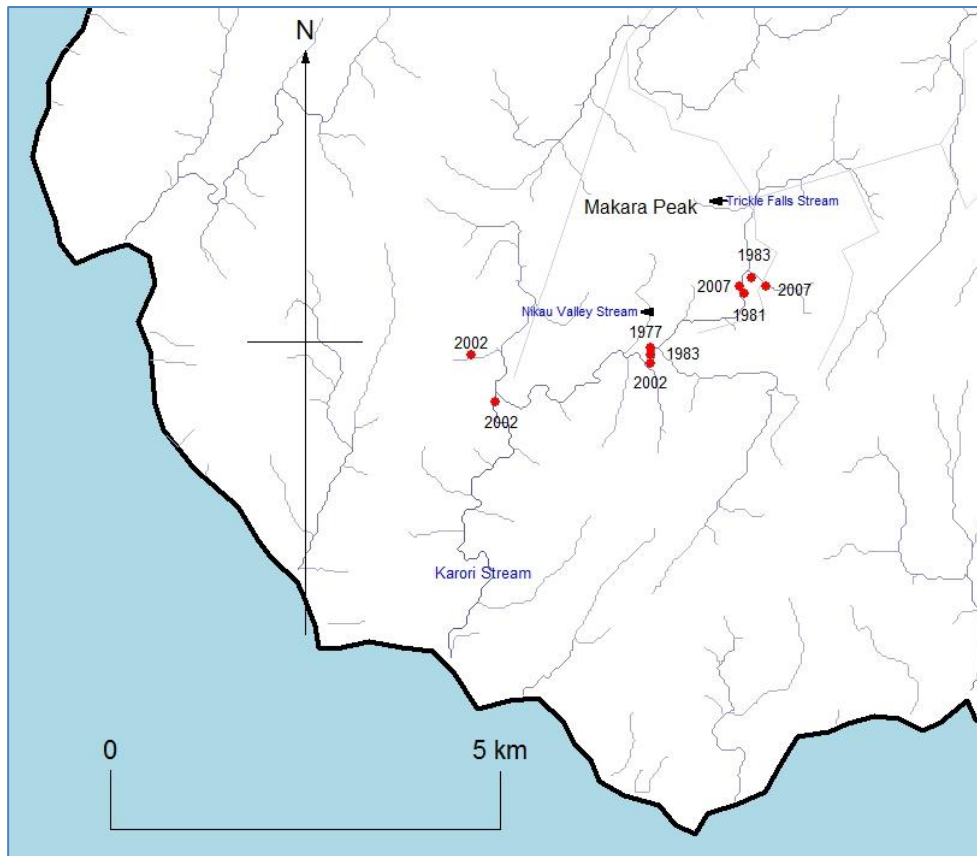 N
Makara Peak
Trickle Falls Stream
1983
2007
2007
1981
Nikau Valley Stream
1977
2002
1983
2002
2002
Karori Stream
0
5 km